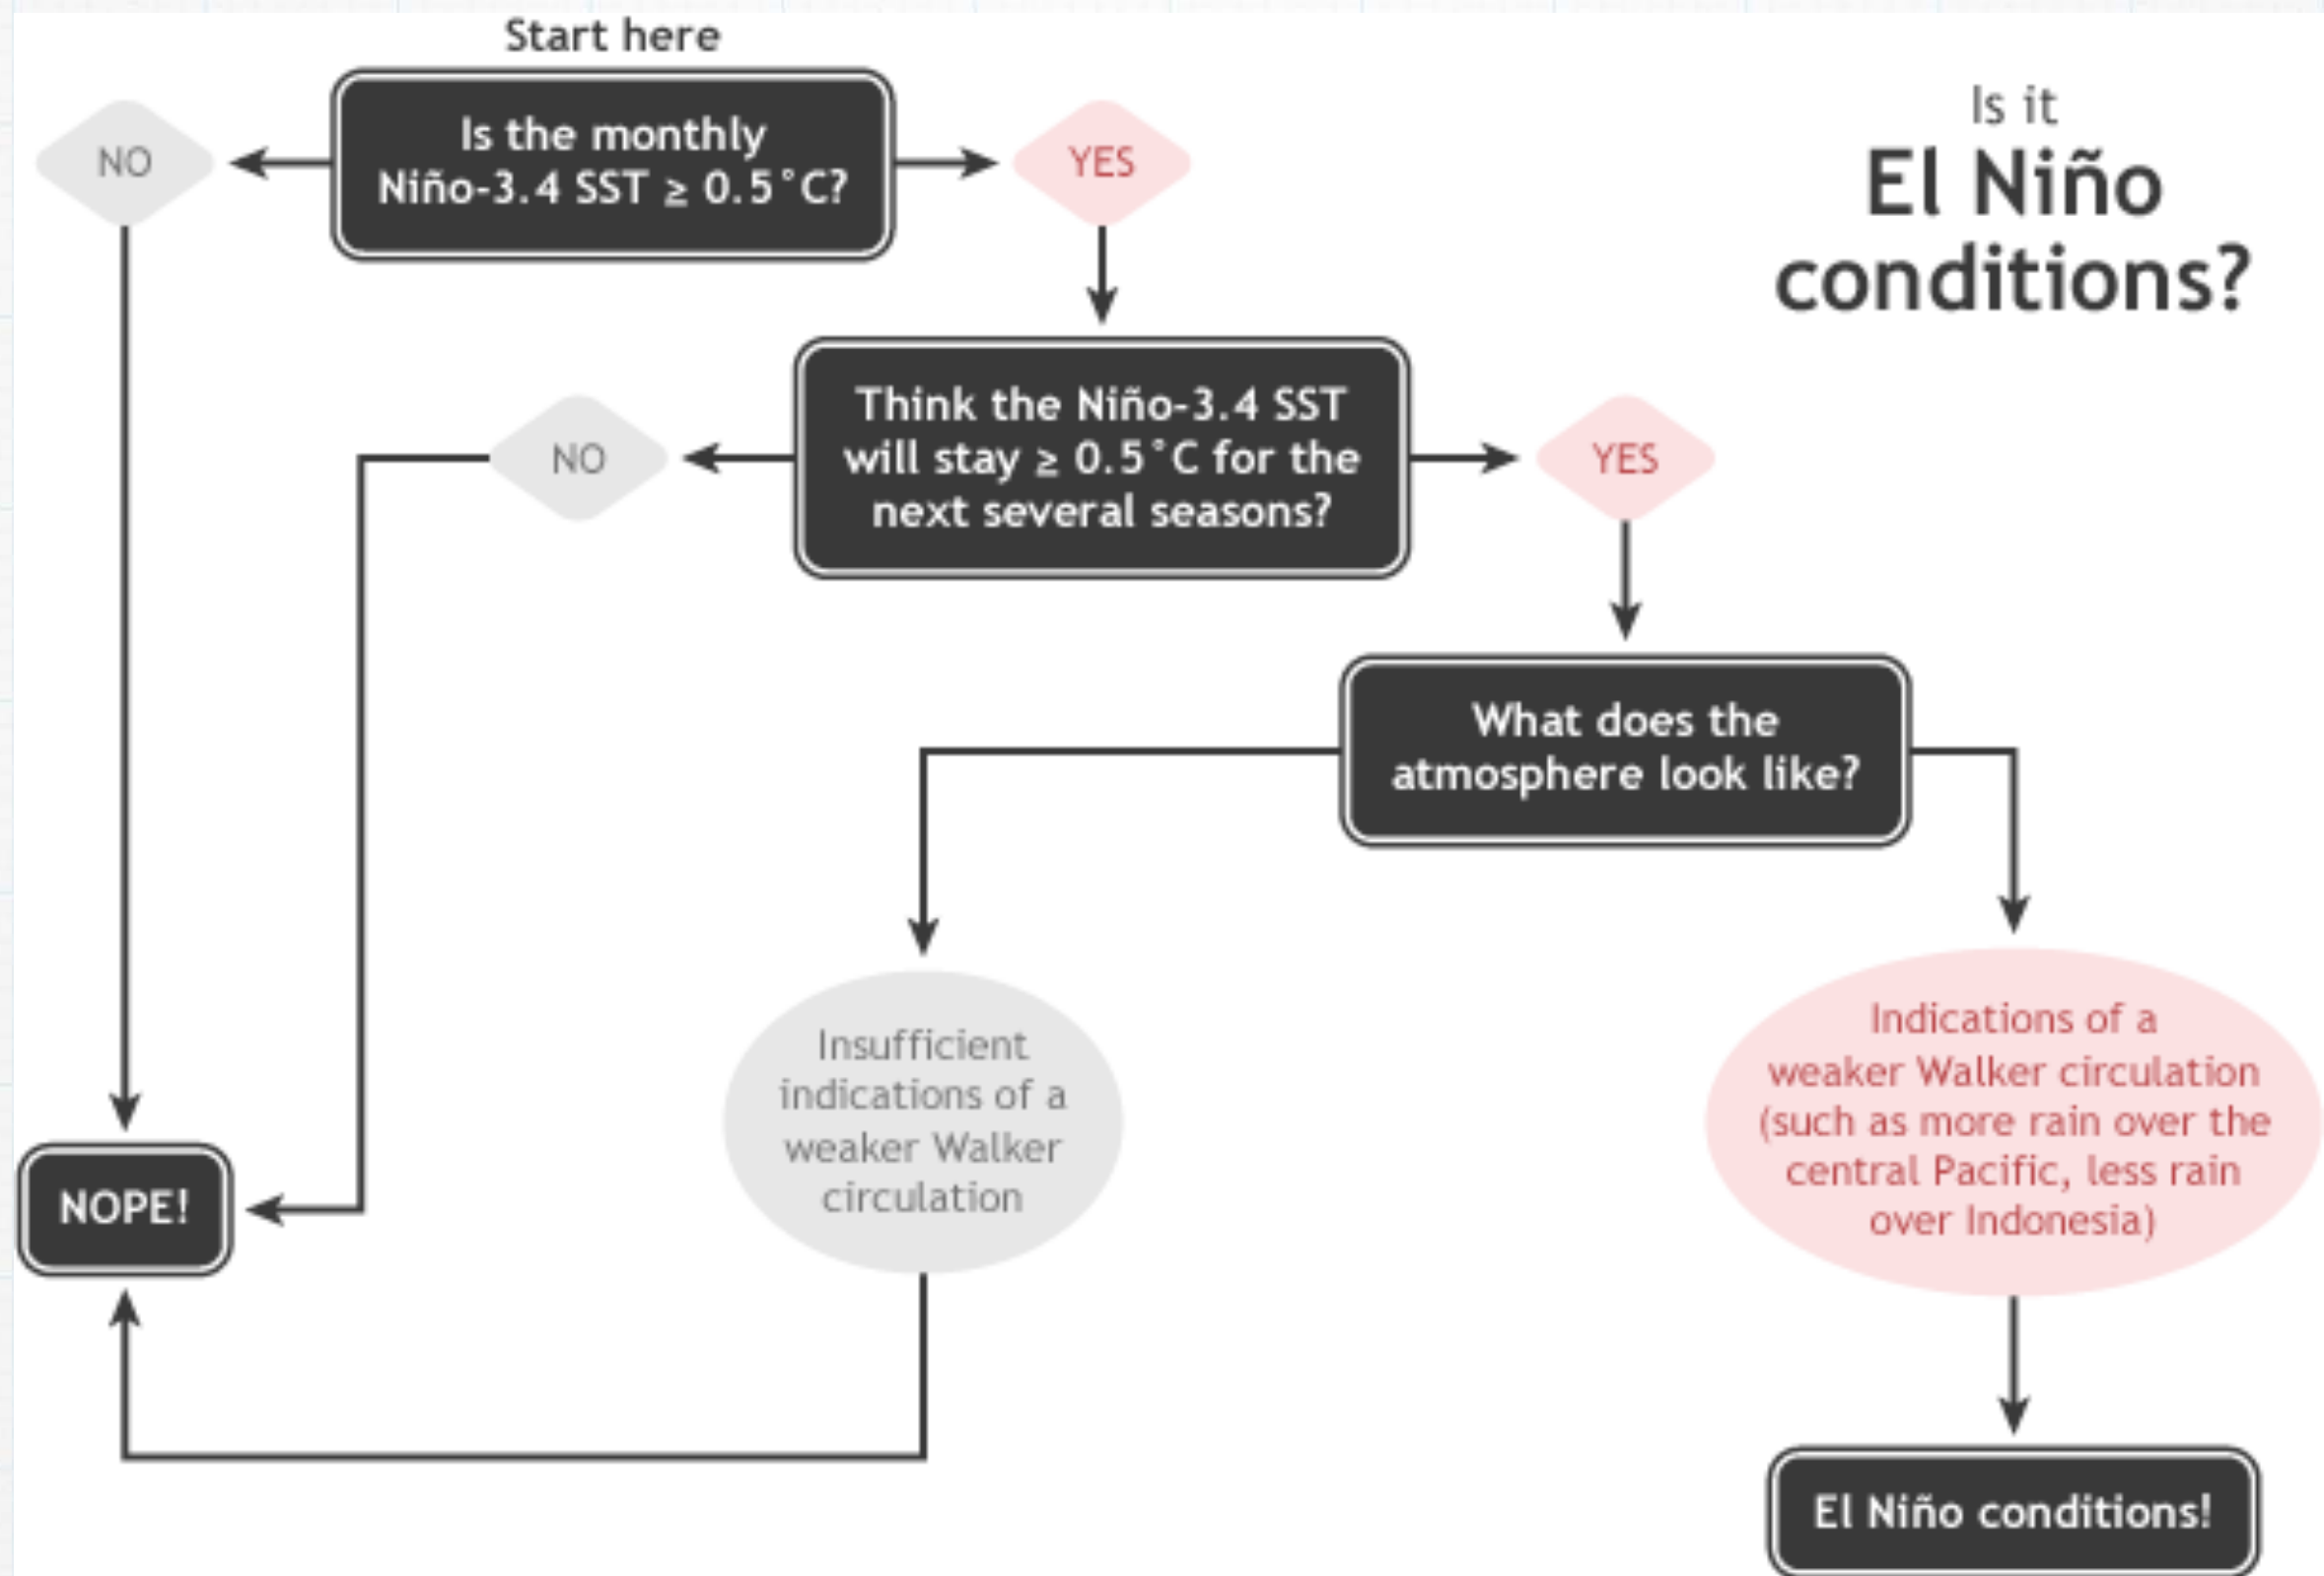 Start here
Is the monthly
Niño-3.4 SST ≥ 0.5°C?
NO
YES
Is it
El Niño
conditions?
Think the Niño-3.4 SST
will stay ≥ 0.5°C for the
next several seasons?
NO
YES
What does the
atmosphere look like?
Insufficient
indications of a
weaker Walker
circulation
Indications of a
weaker Walker circulation
(such as more rain over the
central Pacific, less rain
over Indonesia)
NOPE!
El Niño conditions!